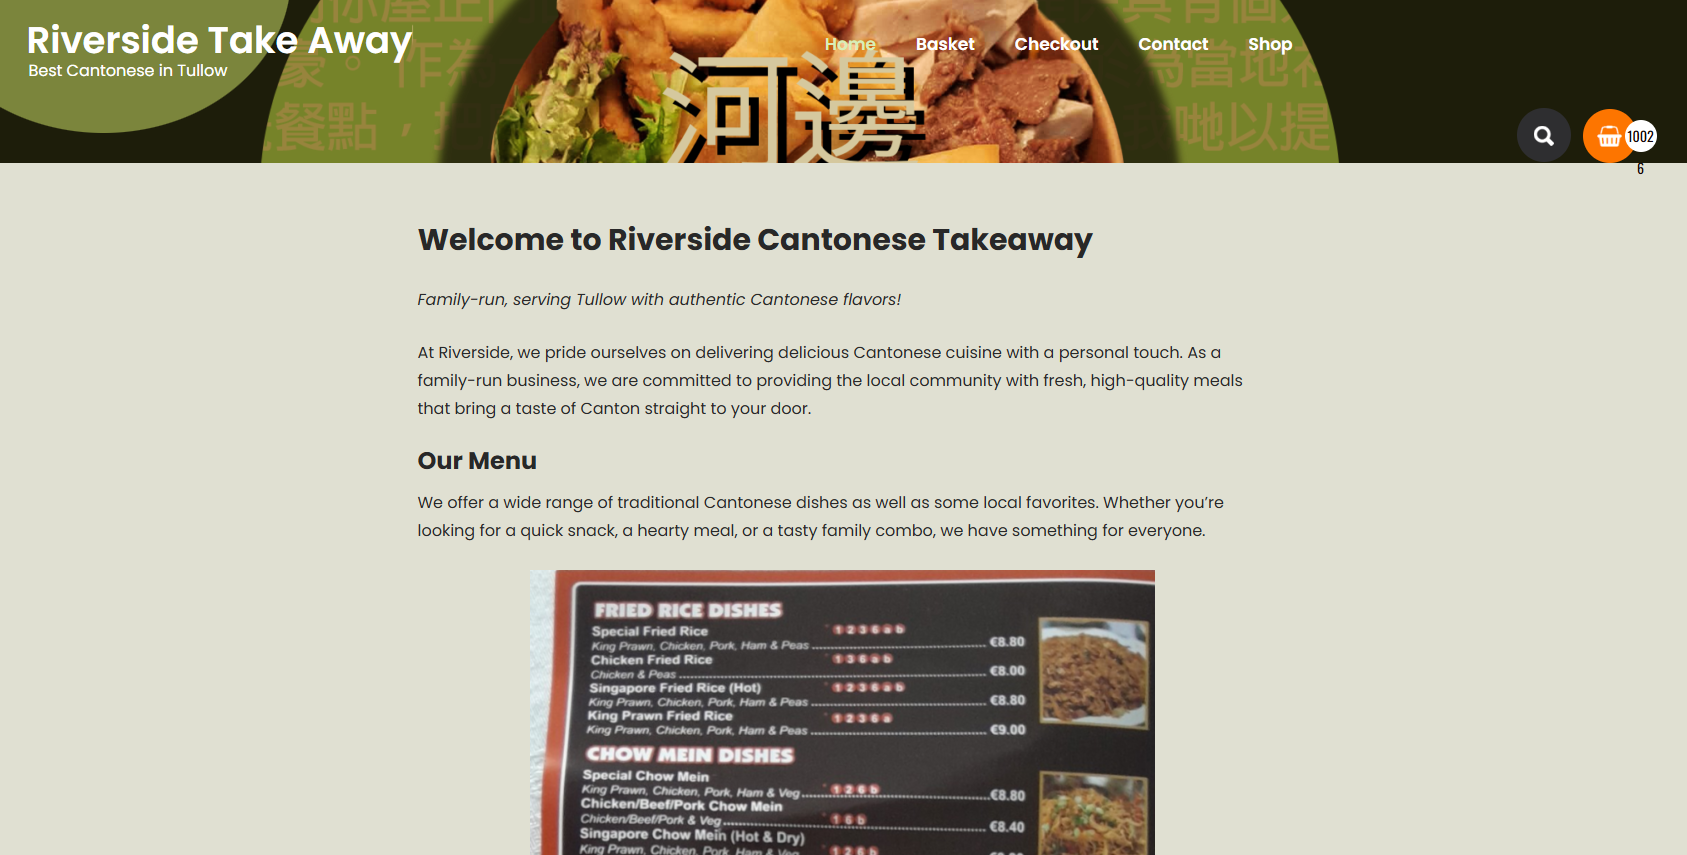 Riverside Take Away
Best Cantonese in Tullow
Home Basket Checkout Contact Shop
河邊
餐點，
1002
6
Welcome to Riverside Cantonese Takeaway
Family-run, serving Tullow with authentic Cantonese flavors!
At Riverside, we pride ourselves on delivering delicious Cantonese cuisine with a personal touch. As a
family-run business, we are committed to providing the local community with fresh, high-quality meals
that bring a taste of Canton straight to your door.
Our Menu
We offer a wide range of traditional Cantonese dishes as well as some local favorites. Whether you’re
looking for a quick snack, a hearty meal, or a tasty family combo, we have something for everyone.
FRIED RICE DISHES
Special Fried Rice 1 2 3 6 a b
King Prawn, Chicken, Pork, Ham & Peas €8.80
Chicken Fried Rice 1 3 6 a b
Chicken & Peas €8.00
Singapore Fried Rice (Hot) 1 2 3 6 a b
King Prawn, Chicken, Pork, Ham & Peas €8.80
King Prawn Fried Rice 1 2 3 6 a
King Prawn, Chicken, Pork, Ham & Peas €9.00
CHOW MEIN DISHES
Special Chow Mein
King Prawn, Chicken, Pork, Ham & Veg 1 2 6 b €8.80
Chicken/Beef/Pork Chow Mein
Chicken/Beef/Pork & Veg 1 6 b €8.40
Singapore Chow Mein (Hot & Dry)
King Prawn, Chicken, Pork, Ham & Veg 1 2 6 b